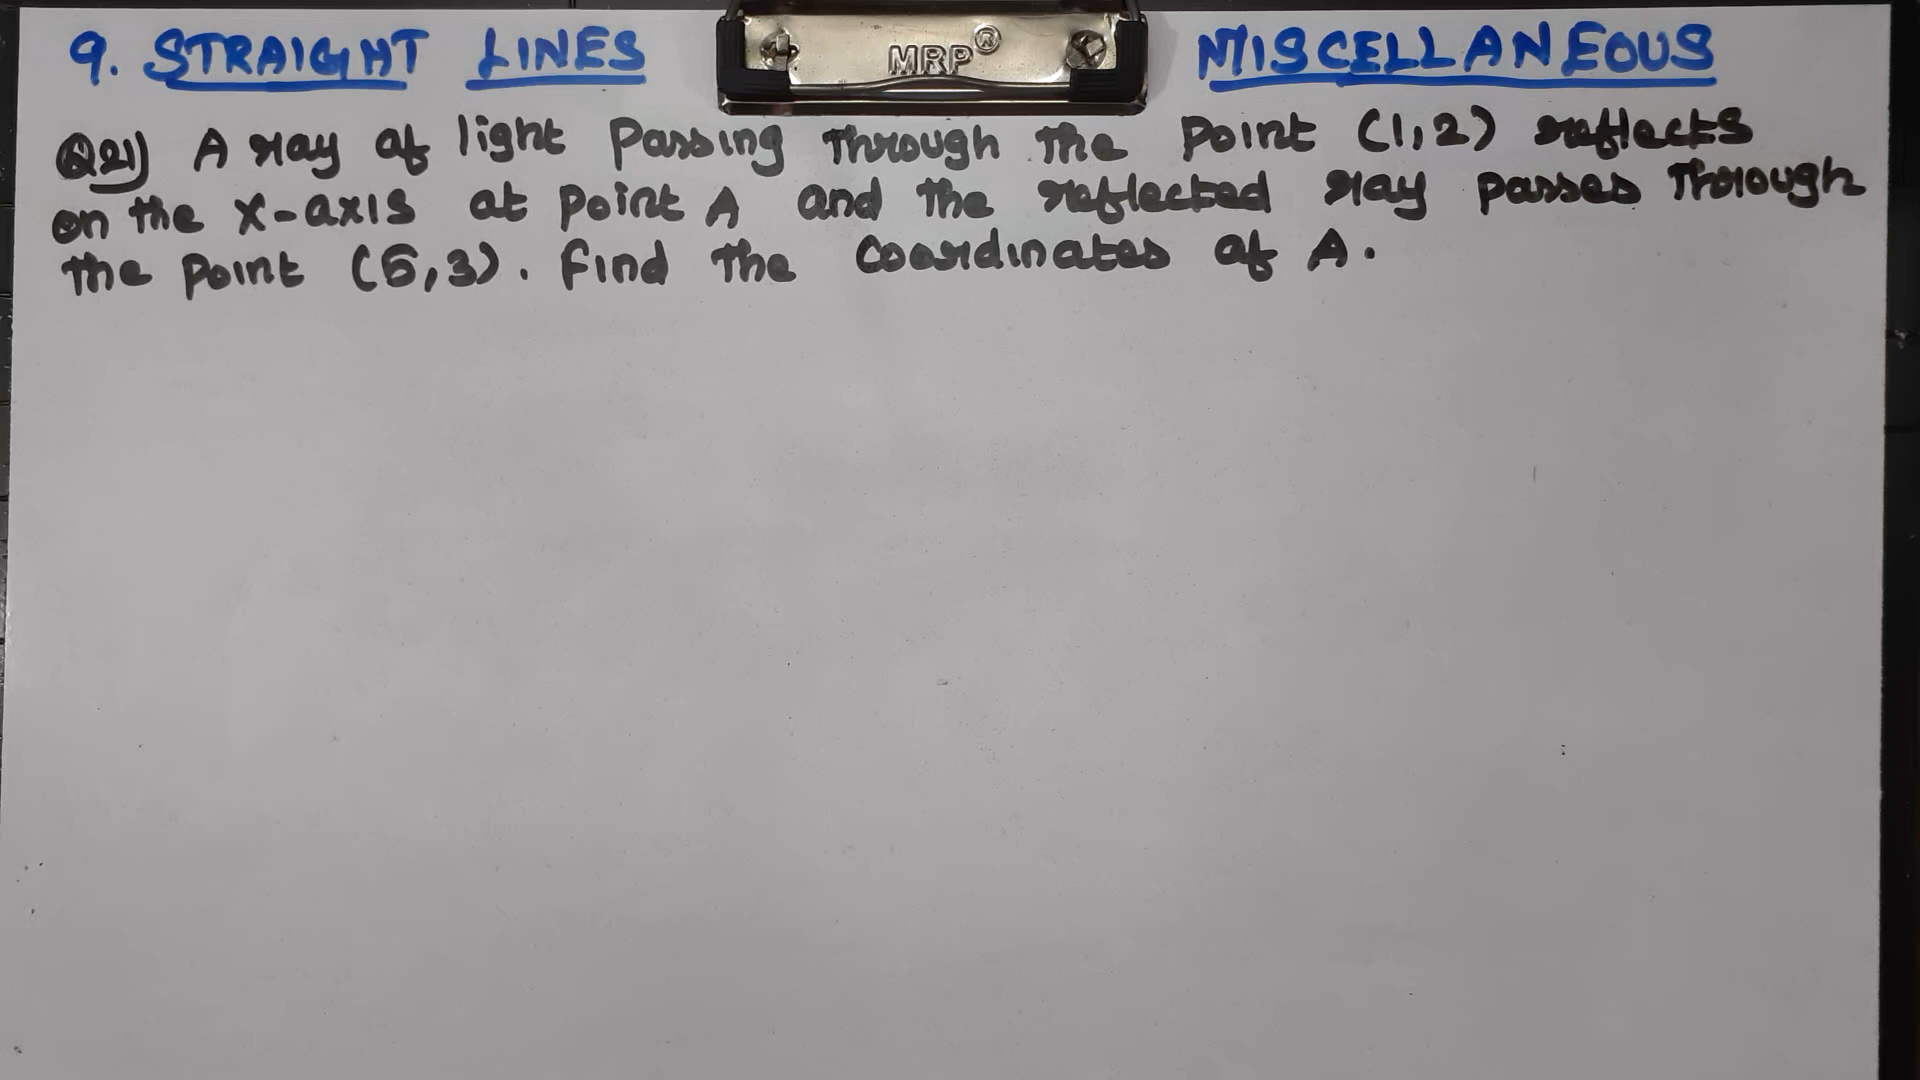 9. STRAIGHT LINES MRP® MISCELLANEOUS
Q21) A ray of light passing through the point (1,2) reflects
on the x-axis at point A and the reflected ray passes through
the point (5,3). find the coordinates of A.